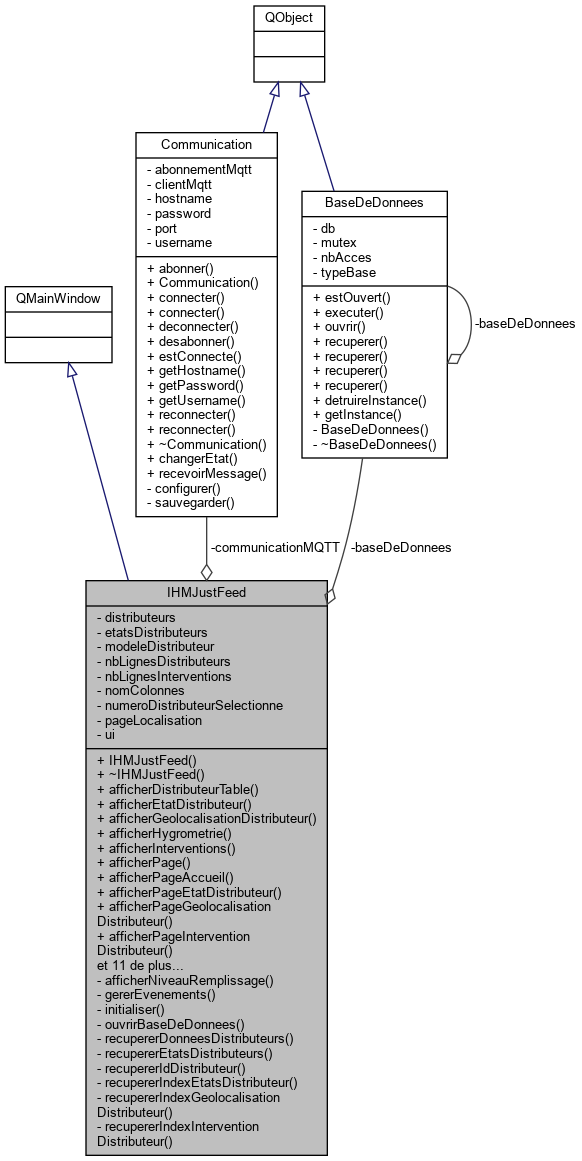 QObject
Communication
- abonnementMqtt
- clientMqtt
- hostname
- password
- port
- username
+ abonner()
+ Communication()
+ connecter()
+ connecter()
+ deconnecter()
+ desabonner()
+ estConnecte()
+ getHostname()
+ getPassword()
+ getUsername()
+ reconnecter()
+ reconnecter()
+ ~Communication()
+ changerEtat()
+ recevoirMessage()
- configurer()
- sauvegarder()
BaseDeDonnees
- db
- mutex
- nbAcces
- typeBase
+ estOuvert()
+ executer()
+ ouvrir()
+ recuperer()
+ recuperer()
+ recuperer()
+ recuperer()
+ detruireInstance()
+ getInstance()
- BaseDeDonnees()
- ~BaseDeDonnees()
-baseDeDonnees
QMainWindow
-communicationMQTT
-baseDeDonnees
IHMJustFeed
- distributeurs
- etatsDistributeurs
- modeleDistributeur
- nbLignesDistributeurs
- nbLignesInterventions
- nomColonnes
- numeroDistributeurSelectionne
- pageLocalisation
- ui
+ IHMJustFeed()
+ ~IHMJustFeed()
+ afficherDistributeurTable()
+ afficherEtatDistributeur()
+ afficherGeolocalisationDistributeur()
+ afficherHygrometrie()
+ afficherInterventions()
+ afficherPage()
+ afficherPageAccueil()
+ afficherPageEtatDistributeur()
+ afficherPageGeolocalisation
Distributeur()
+ afficherPageIntervention
Distributeur()
et 11 de plus...
- afficherNiveauRemplissage()
- gererEvenements()
- initialiser()
- ouvrirBaseDeDonnees()
- recupererDonneesDistributeurs()
- recupererEtatsDistributeurs()
- recupererIdDistributeur()
- recupererIndexEtatsDistributeur()
- recupererIndexGeolocalisation
Distributeur()
- recupererIndexIntervention
Distributeur()